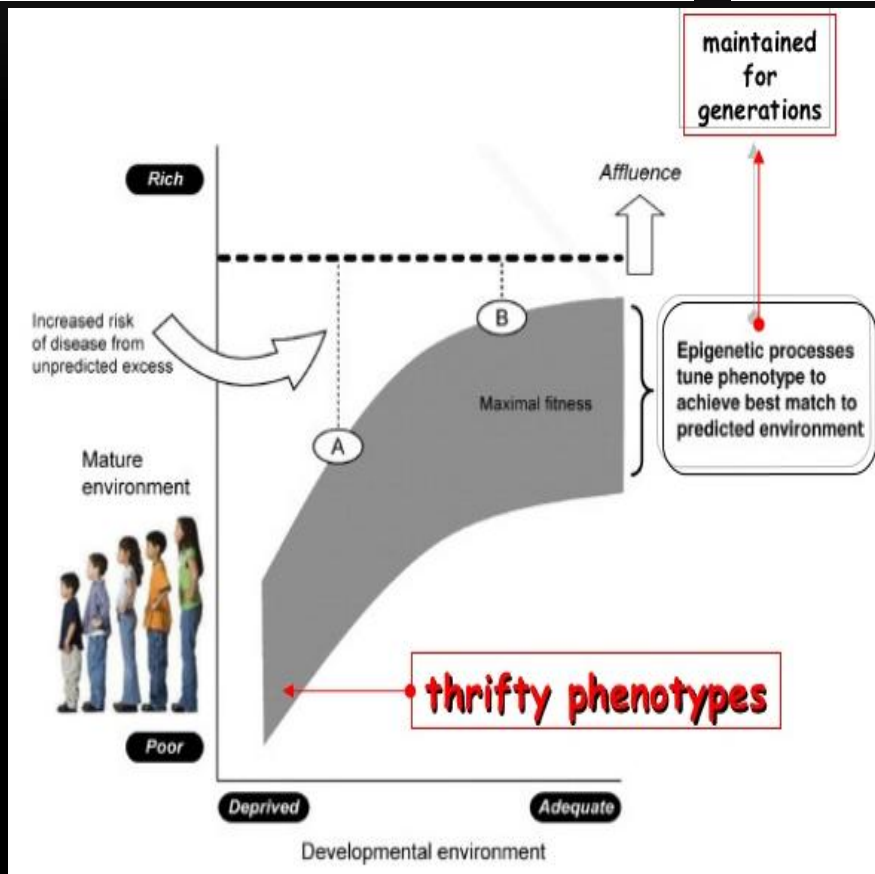 maintained
for
generations
Rich
Affluence
Increased risk
of disease from
unpredicted excess
B
Epigenetic processes
tune phenotype to
achieve best match to
predicted environment
Maximal fitness
A
Mature
environment
thrifty phenotypes
Poor
Deprived
Adequate
Developmental environment